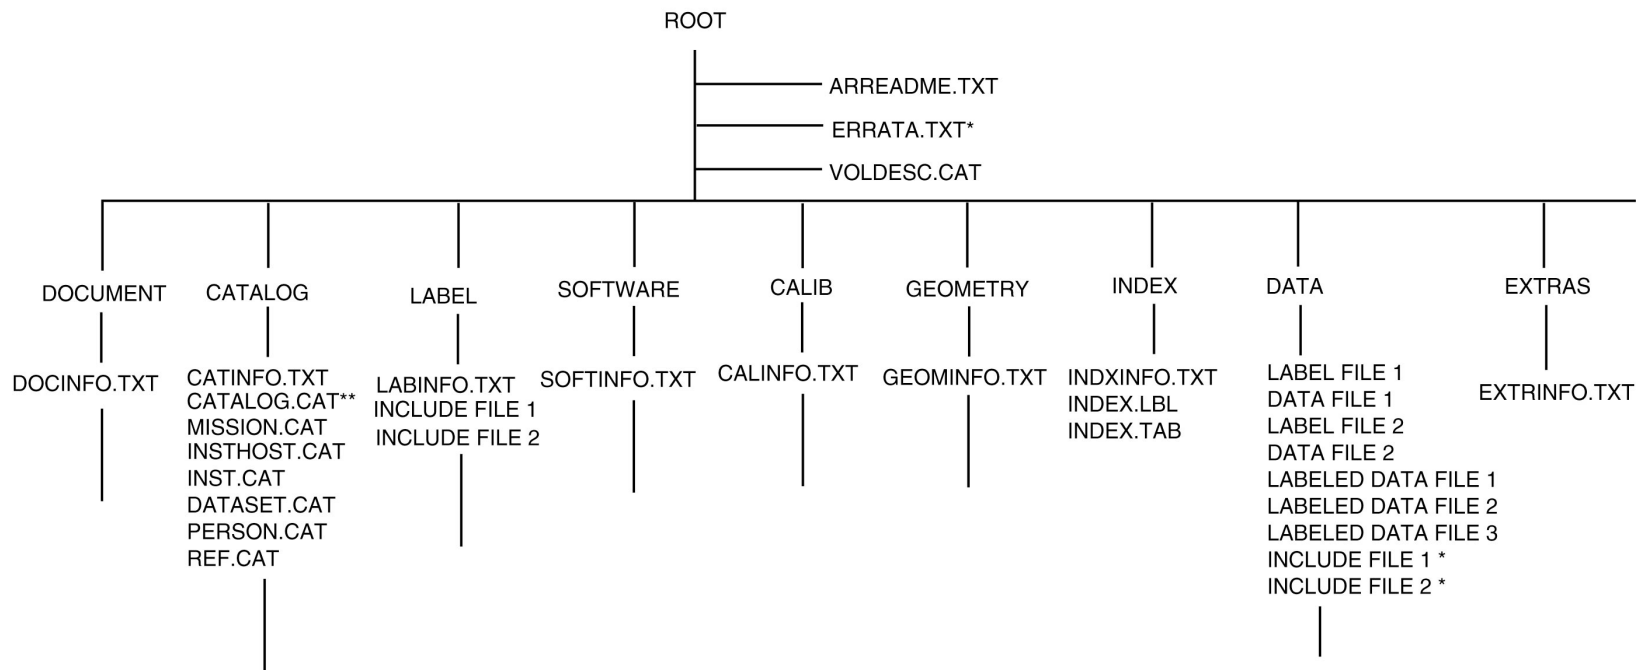 ROOT
ARREADME.TXT
ERRATA.TXT*
VOLDESC.CAT
DOCUMENT
DOCINFO.TXT
CATALOG
CATINFO.TXT
CATALOG.CAT**
MISSION.CAT
INSTHOST.CAT
INST.CAT
DATASET.CAT
PERSON.CAT
REF.CAT
LABEL
LABINFO.TXT
INCLUDE FILE 1
INCLUDE FILE 2
SOFTWARE
SOFTINFO.TXT
CALIB
CALINFO.TXT
GEOMETRY
GEOMINFO.TXT
INDEX
INDXINFO.TXT
INDEX.LBL
INDEX.TAB
DATA
LABEL FILE 1
DATA FILE 1
LABEL FILE 2
DATA FILE 2
LABELED DATA FILE 1
LABELED DATA FILE 2
LABELED DATA FILE 3
INCLUDE FILE 1 *
INCLUDE FILE 2 *
EXTRAS
EXTRINFO.TXT